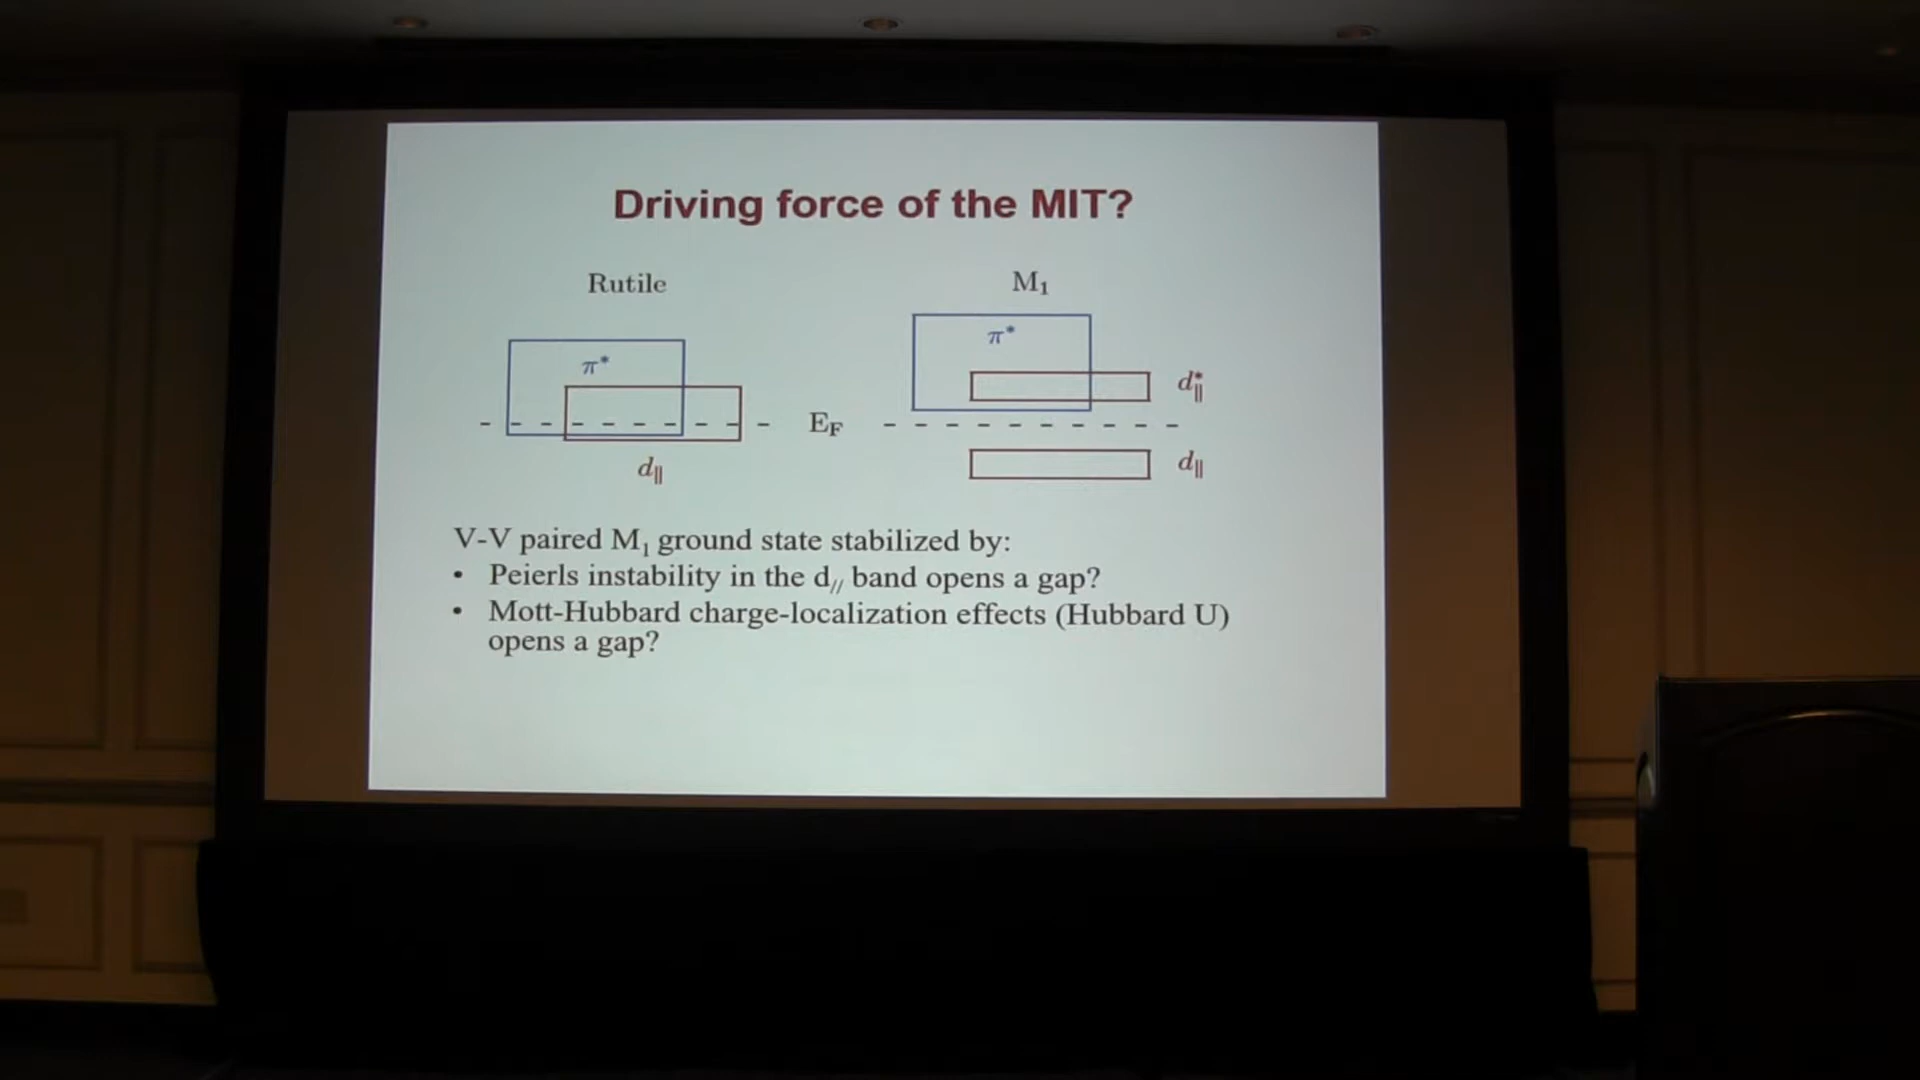 Driving force of the MIT?
Rutile
M₁
π*
π*
d*∥
E_F
d∥
d∥
V-V paired M₁ ground state stabilized by:
• Peierls instability in the d// band opens a gap?
• Mott-Hubbard charge-localization effects (Hubbard U)
opens a gap?